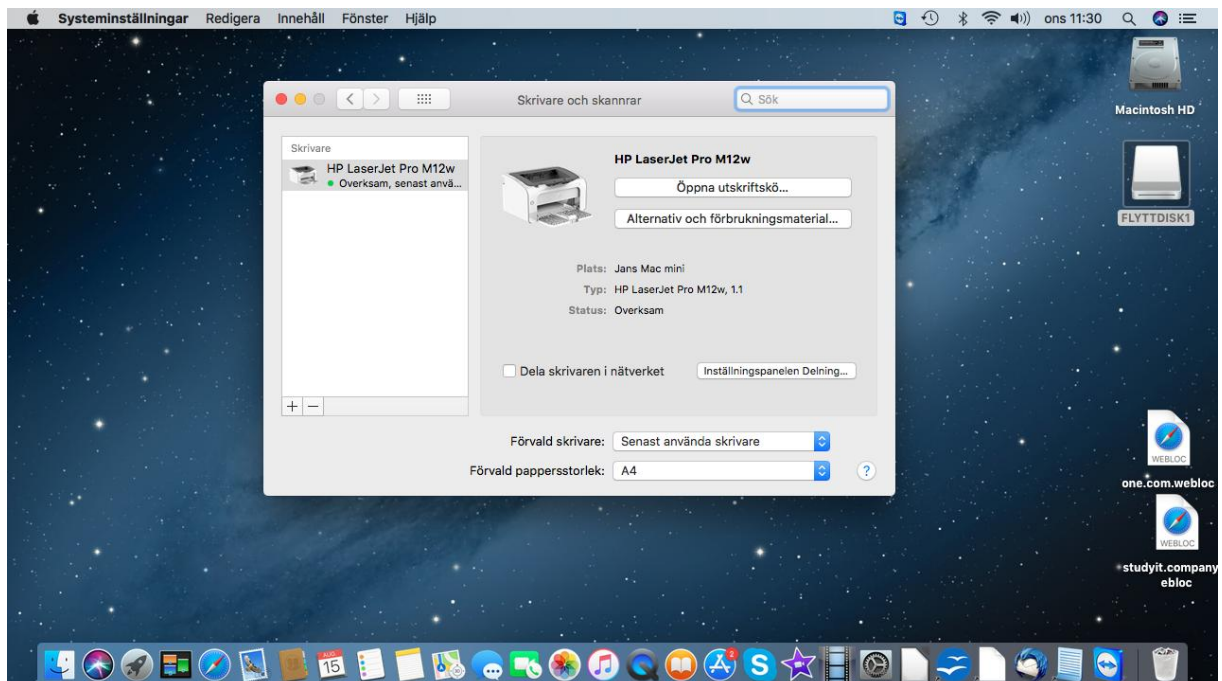 Systeminställningar Redigera Innehåll Fönster Hjälp ons 11:30
Skrivare och skannrar
Sök
Macintosh HD
Skrivare
HP LaserJet Pro M12w
Overksam, senast anvä...
HP LaserJet Pro M12w
Öppna utskriftskö...
Alternativ och förbrukningsmaterial...
FLYTTDISK1
Plats: Jans Mac mini
Typ: HP LaserJet Pro M12w, 1.1
Status: Overksam
Dela skrivaren i nätverket
Inställningspanelen Delning...
+ −
Förvald skrivare: Senast använda skrivare
Förvald pappersstorlek: A4
?
WEBLOC
one.com.webloc
WEBLOC
studyit.company
ebloc
AUG
15
S